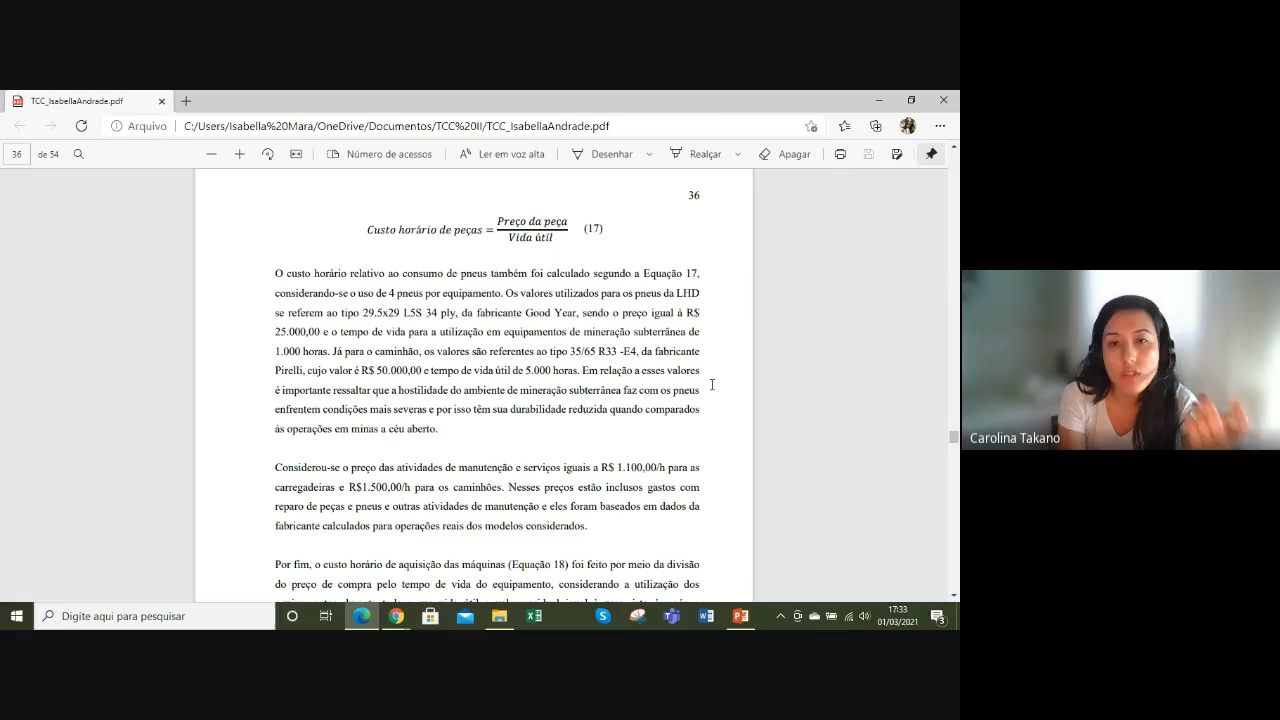 TCC_IsabellaAndrade.pdf
Arquivo C:/Users/Isabella%20Mara/OneDrive/Documentos/TCC%20II/TCC_IsabellaAndrade.pdf
36 de 54 Número de acessos Ler em voz alta Desenhar Realçar Apagar
36
Custo horário de peças = Preço da peça / Vida útil (17)
O custo horário relativo ao consumo de pneus também foi calculado segundo a Equação 17,
considerando-se o uso de 4 pneus por equipamento. Os valores utilizados para os pneus da LHD
se referem ao tipo 29.5x29 L5S 34 ply, da fabricante Good Year, sendo o preço igual à R$
25.000,00 e o tempo de vida para a utilização em equipamentos de mineração subterrânea de
1.000 horas. Já para o caminhão, os valores são referentes ao tipo 35/65 R33 -E4, da fabricante
Pirelli, cujo valor é R$ 50.000,00 e tempo de vida útil de 5.000 horas. Em relação a esses valores
é importante ressaltar que a hostilidade do ambiente de mineração subterrânea faz com os pneus
enfrentem condições mais severas e por isso têm sua durabilidade reduzida quando comparados
às operações em minas a céu aberto.
Considerou-se o preço das atividades de manutenção e serviços iguais a R$ 1.100,00/h para as
carregadeiras e R$1.500,00/h para os caminhões. Nesses preços estão inclusos gastos com
reparo de peças e pneus e outras atividades de manutenção e eles foram baseados em dados da
fabricante calculados para operações reais dos modelos considerados.
Por fim, o custo horário de aquisição das máquinas (Equação 18) foi feito por meio da divisão
do preço de compra pelo tempo de vida do equipamento, considerando a utilização dos
Carolina Takano
Digite aqui para pesquisar
17:33
01/03/2021
3